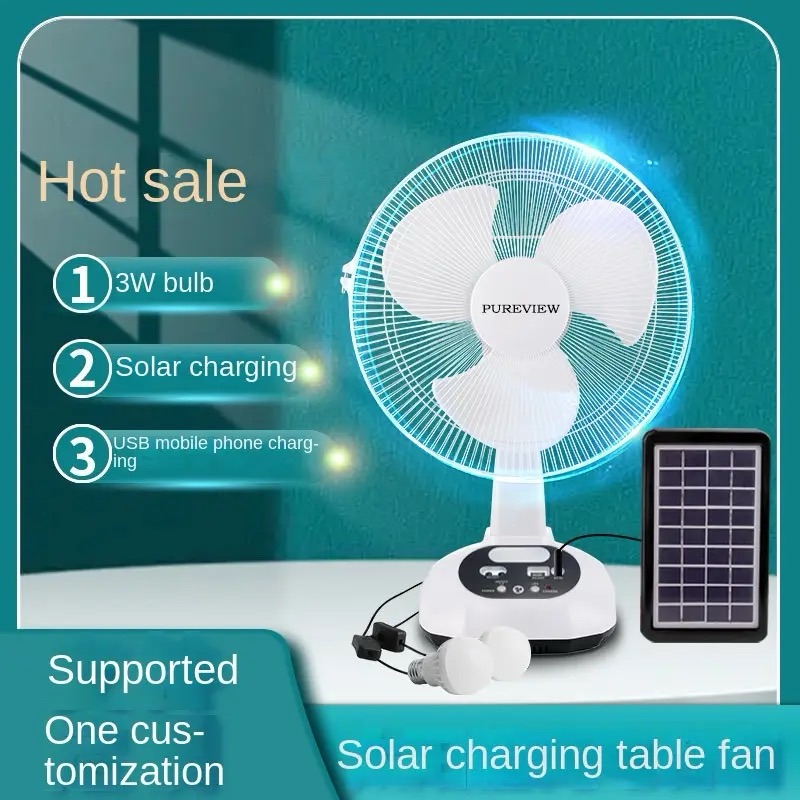 Hot sale
1 3W bulb
2 Solar charging
3 USB mobile phone charg-
ing
PUREVIEW
Supported
One cus-
tomization
Solar charging table fan